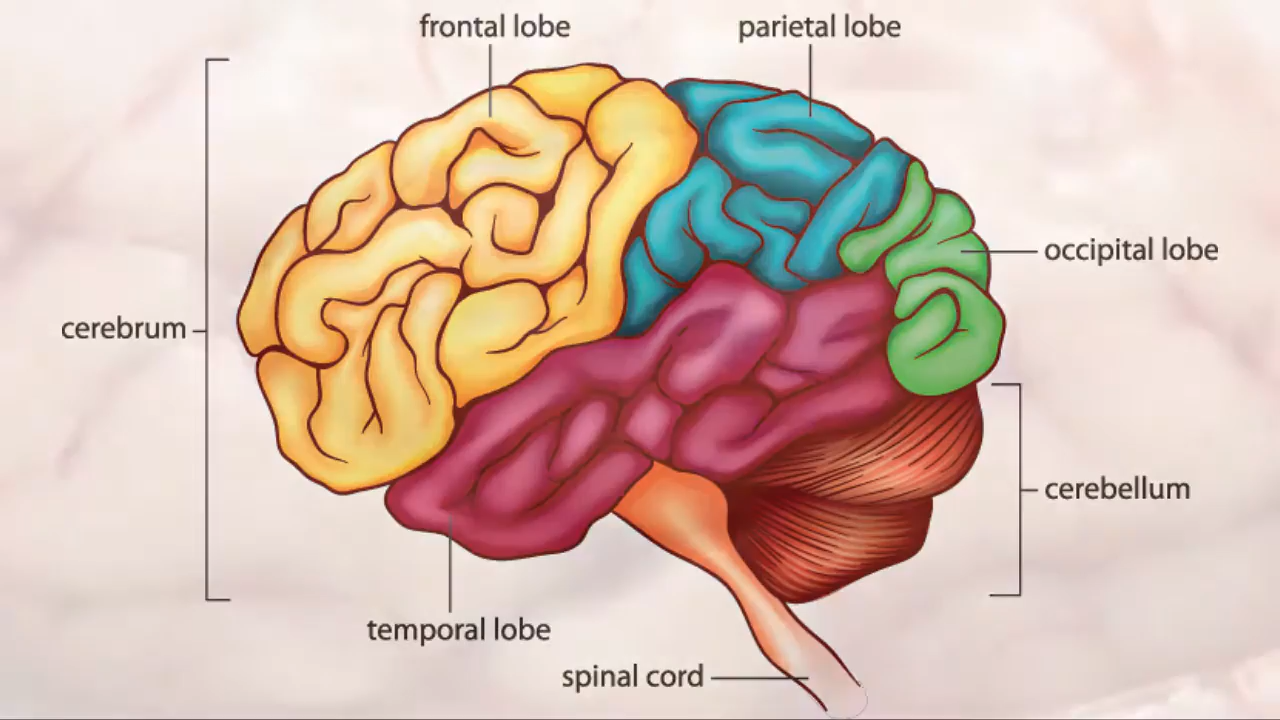 frontal lobe
parietal lobe
occipital lobe
cerebrum
cerebellum
temporal lobe
spinal cord